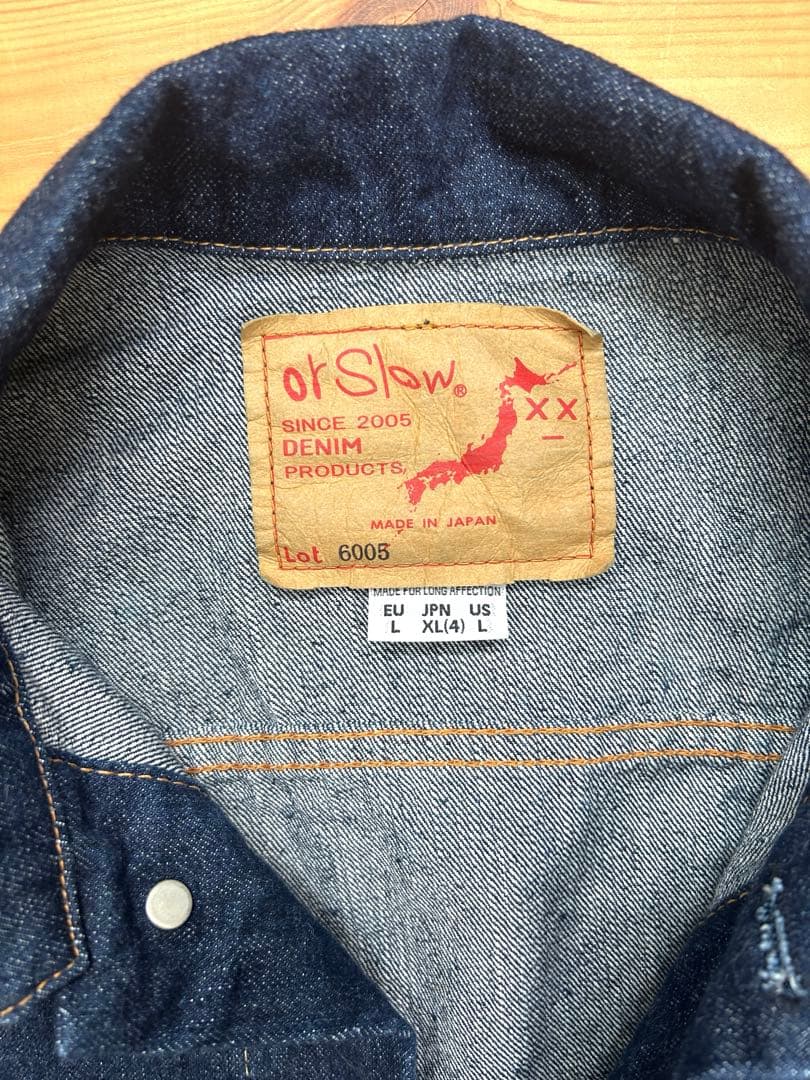 orSlow®
SINCE 2005
DENIM
PRODUCTS
XX
MADE IN JAPAN
Lot 6005
MADE FOR LONG AFFECTION
EU JPN US
L XL(4) L